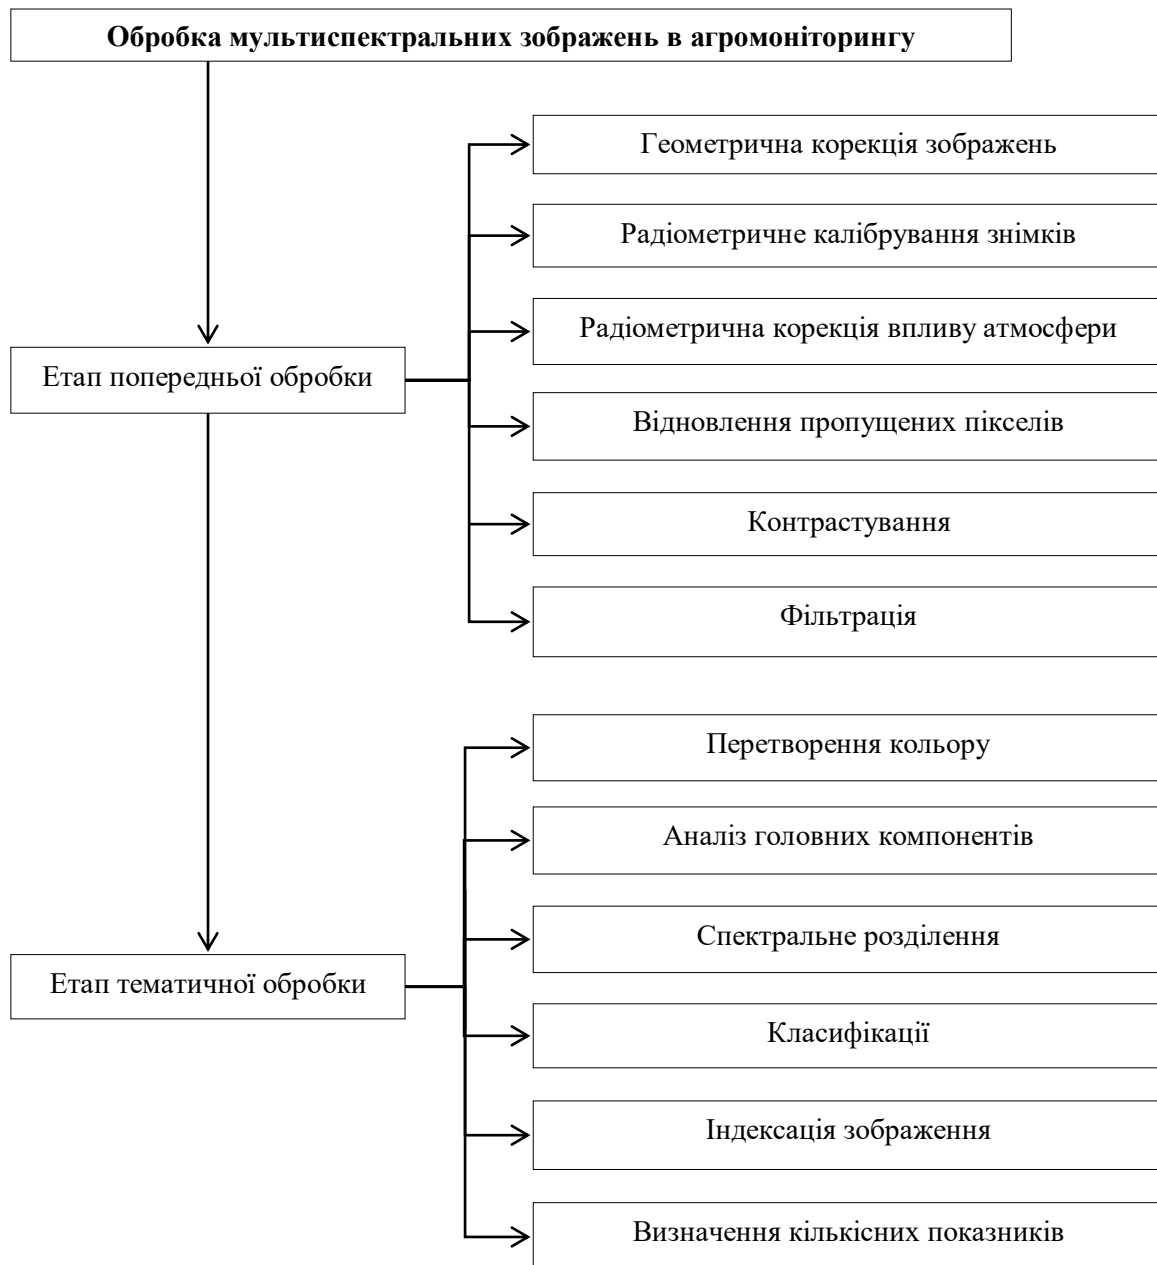 Обробка мультиспектральних зображень в агромоніторингу
Етап попередньої обробки
Геометрична корекція зображень
Радіометричне калібрування знімків
Радіометрична корекція впливу атмосфери
Відновлення пропущених пікселів
Контрастування
Фільтрація
Етап тематичної обробки
Перетворення кольору
Аналіз головних компонентів
Спектральне розділення
Класифікації
Індексація зображення
Визначення кількісних показників